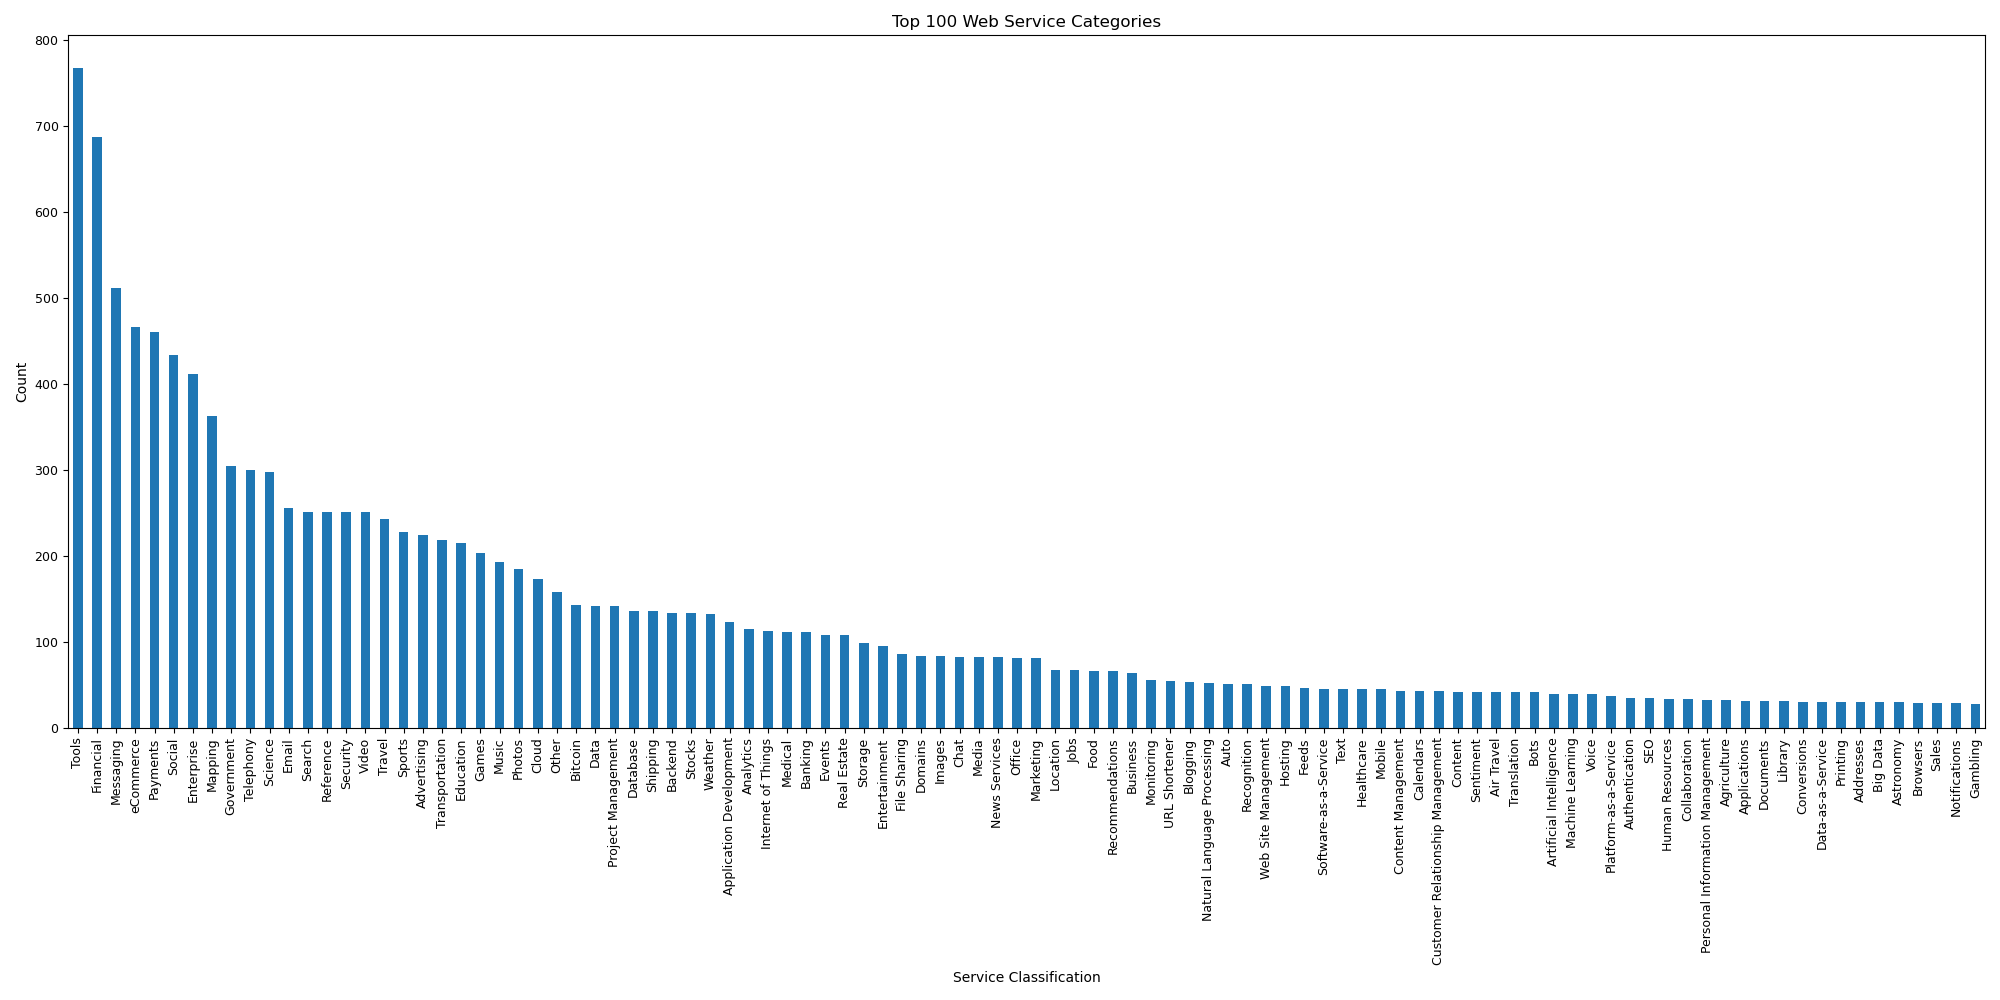 Top 100 Web Service Categories
800
700
600
500
400
300
200
100
0
Count
Tools
Financial
Messaging
eCommerce
Payments
Social
Enterprise
Mapping
Government
Telephony
Science
Email
Search
Reference
Security
Video
Travel
Sports
Advertising
Transportation
Education
Games
Music
Photos
Cloud
Other
Bitcoin
Data
Project Management
Database
Shipping
Backend
Stocks
Weather
Application Development
Analytics
Internet of Things
Medical
Banking
Events
Real Estate
Storage
Entertainment
File Sharing
Domains
Images
Chat
Media
News Services
Office
Marketing
Location
Jobs
Food
Recommendations
Business
Monitoring
URL Shortener
Blogging
Natural Language Processing
Auto
Recognition
Web Site Management
Hosting
Feeds
Software-as-a-Service
Text
Healthcare
Mobile
Content Management
Calendars
Customer Relationship Management
Content
Sentiment
Air Travel
Translation
Bots
Artificial Intelligence
Machine Learning
Voice
Platform-as-a-Service
Authentication
SEO
Human Resources
Collaboration
Personal Information Management
Agriculture
Applications
Documents
Library
Conversions
Data-as-a-Service
Printing
Addresses
Big Data
Astronomy
Browsers
Sales
Notifications
Gambling
Service Classification